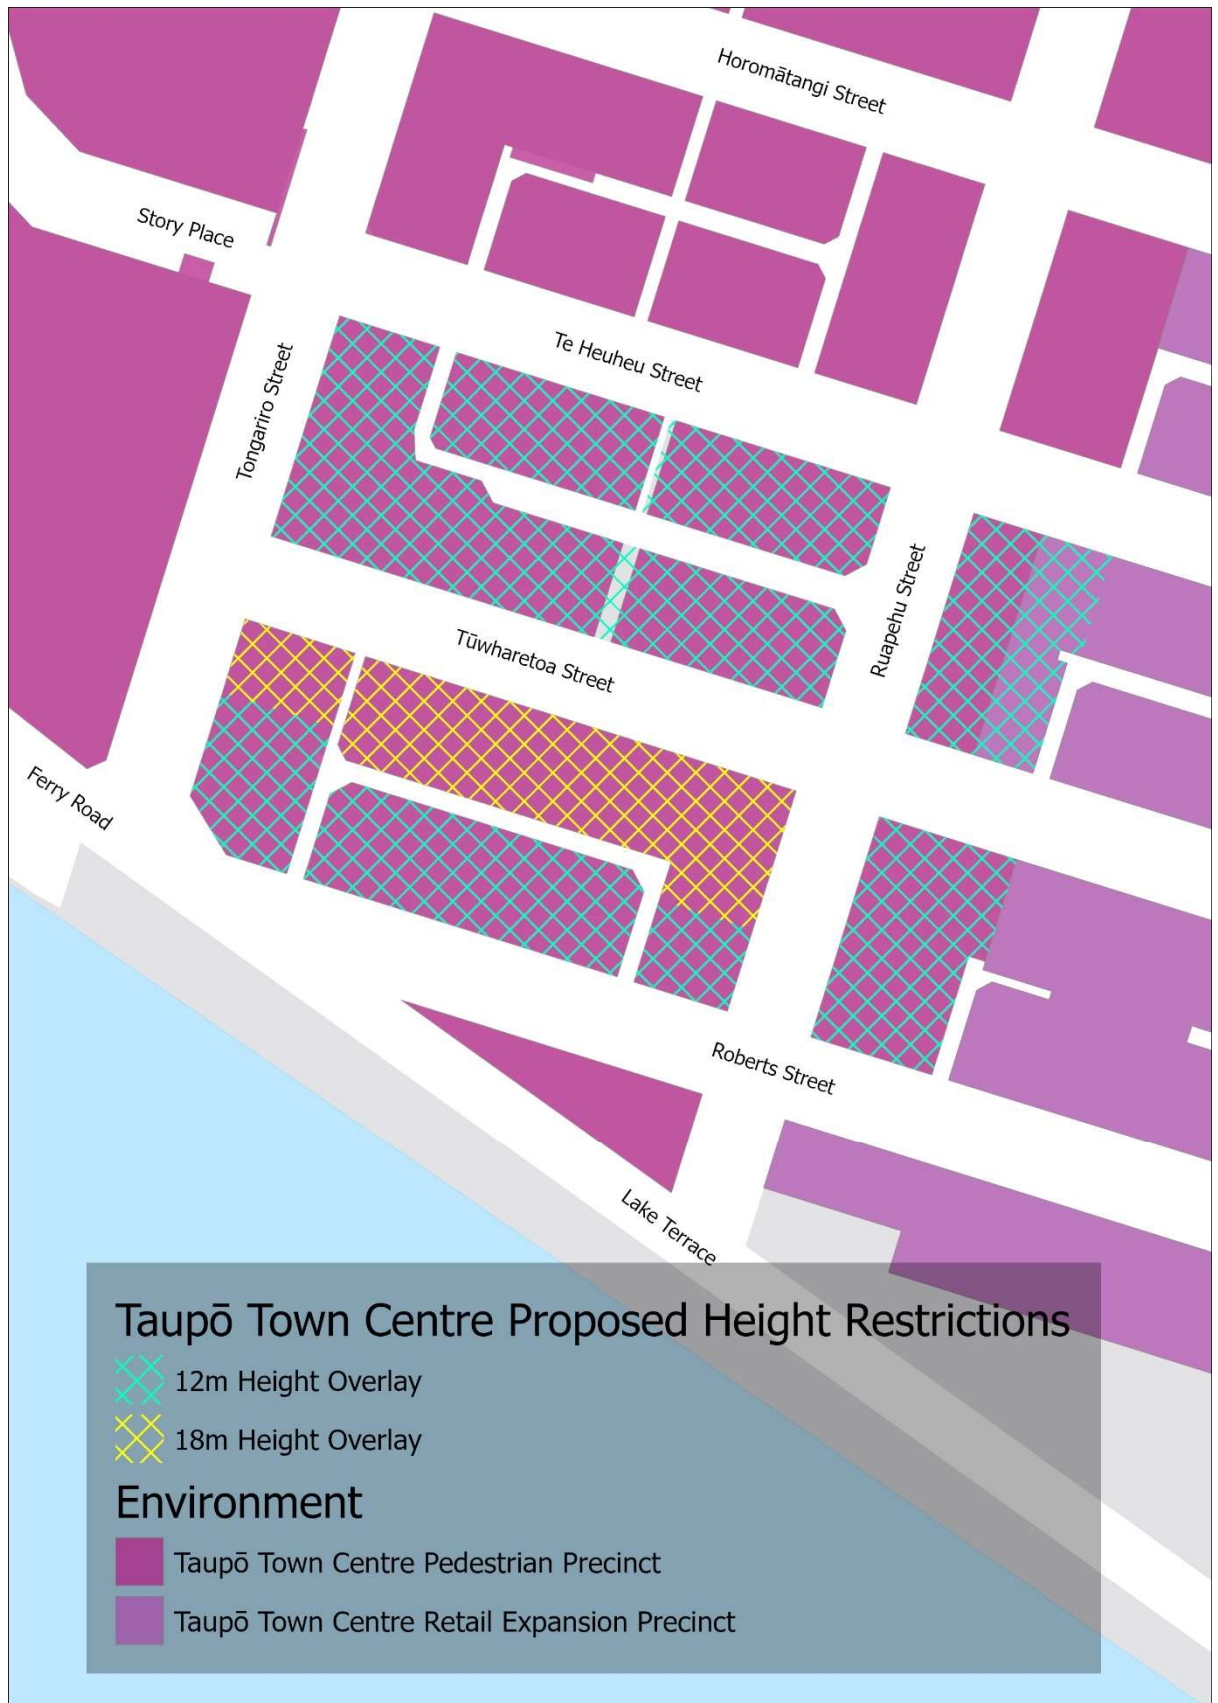 Horomātangi Street
Story Place
Te Heuheu Street
Tongariro Street
Ruapehu Street
Tūwharetoa Street
Ferry Road
Roberts Street
Lake Terrace
Taupō Town Centre Proposed Height Restrictions
12m Height Overlay
18m Height Overlay
Environment
Taupō Town Centre Pedestrian Precinct
Taupō Town Centre Retail Expansion Precinct